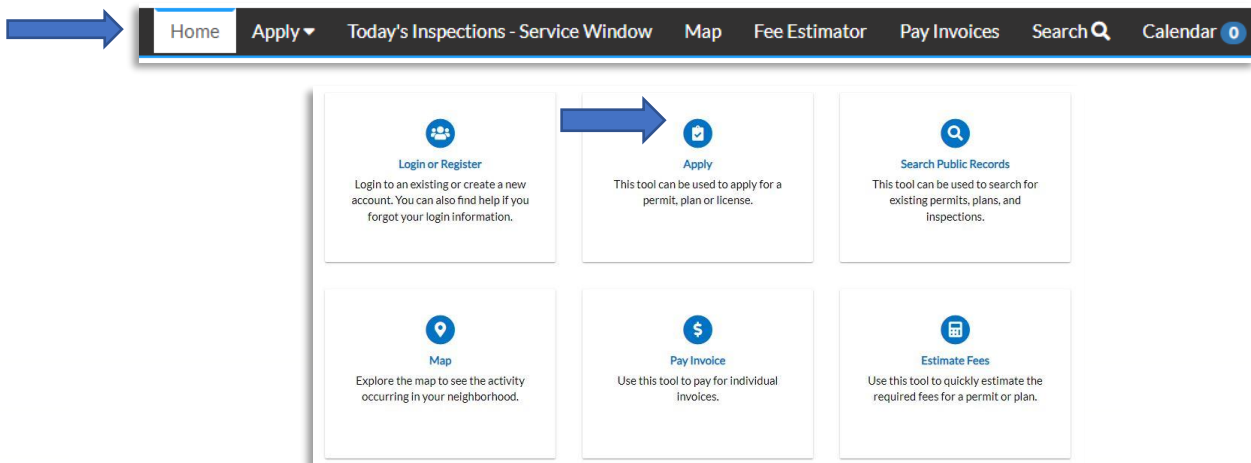 Home Apply Today's Inspections - Service Window Map Fee Estimator Pay Invoices Search Calendar 0
Login or Register
Login to an existing or create a new
account. You can also find help if you
forgot your login information.
Apply
This tool can be used to apply for a
permit, plan or license.
Search Public Records
This tool can be used to search for
existing permits, plans, and
inspections.
Map
Explore the map to see the activity
occurring in your neighborhood.
Pay Invoice
Use this tool to pay for individual
invoices.
Estimate Fees
Use this tool to quickly estimate the
required fees for a permit or plan.